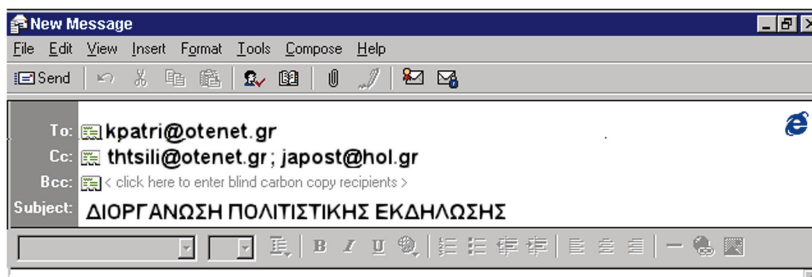 New Message
File Edit View Insert Format Tools Compose Help
Send
To: kpatri@otenet.gr
Cc: thtsili@otenet.gr ; japost@hol.gr
Bcc: < click here to enter blind carbon copy recipients >
Subject: ΔΙΟΡΓΑΝΩΣΗ ΠΟΛΙΤΙΣΤΙΚΗΣ ΕΚΔΗΛΩΣΗΣ
B I U